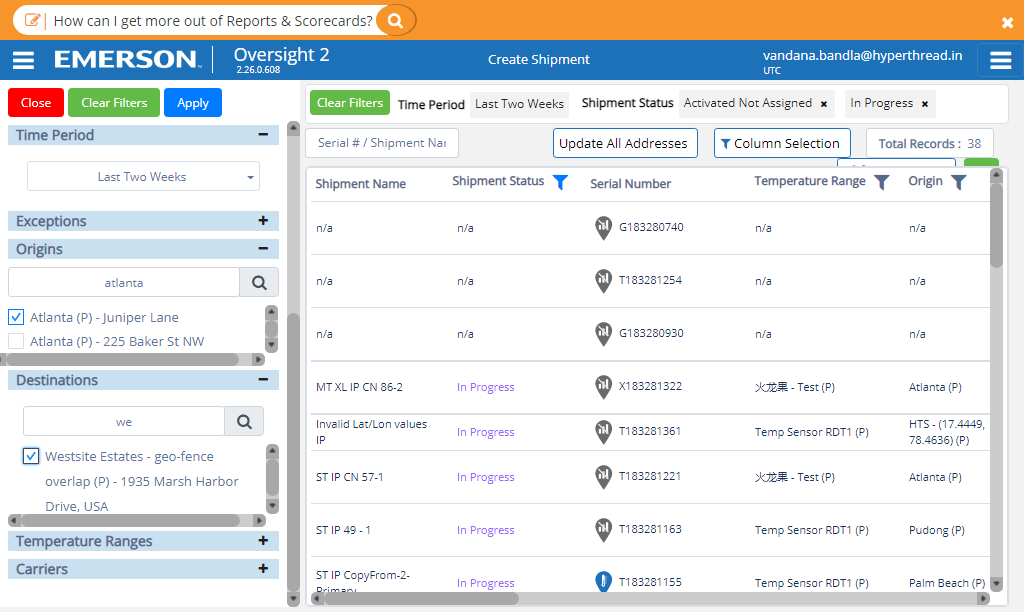 How can I get more out of Reports & Scorecards?
EMERSON
Oversight 2
2.26.0.608
Create Shipment
vandana.bandla@hyperthread.in
UTC
Close
Clear Filters
Apply
Time Period
Last Two Weeks
Exceptions
Origins
atlanta
Atlanta (P) - Juniper Lane
Atlanta (P) - 225 Baker St NW
Destinations
we
Westsite Estates - geo-fence
overlap (P) - 1935 Marsh Harbor
Drive, USA
Temperature Ranges
Carriers
Clear Filters Time Period Last Two Weeks Shipment Status Activated Not Assigned × In Progress ×
Serial # / Shipment Nar Update All Addresses Column Selection Total Records : 38
Shipment Name Shipment Status Serial Number Temperature Range Origin
n/a n/a G183280740 n/a n/a
n/a n/a T183281254 n/a n/a
n/a n/a G183280930 n/a n/a
MT XL IP CN 86-2 In Progress X183281322 火龙果 - Test (P) Atlanta (P)
Invalid Lat/Lon values
IP
In Progress T183281361 Temp Sensor RDT1 (P)
HTS - (17.4449,
78.4636) (P)
ST IP CN 57-1 In Progress T183281221 火龙果 - Test (P) Atlanta (P)
ST IP 49 - 1 In Progress T183281163 Temp Sensor RDT1 (P) Pudong (P)
ST IP CopyFrom-2-
Primary
In Progress T183281155 Temp Sensor RDT1 (P) Palm Beach (P)